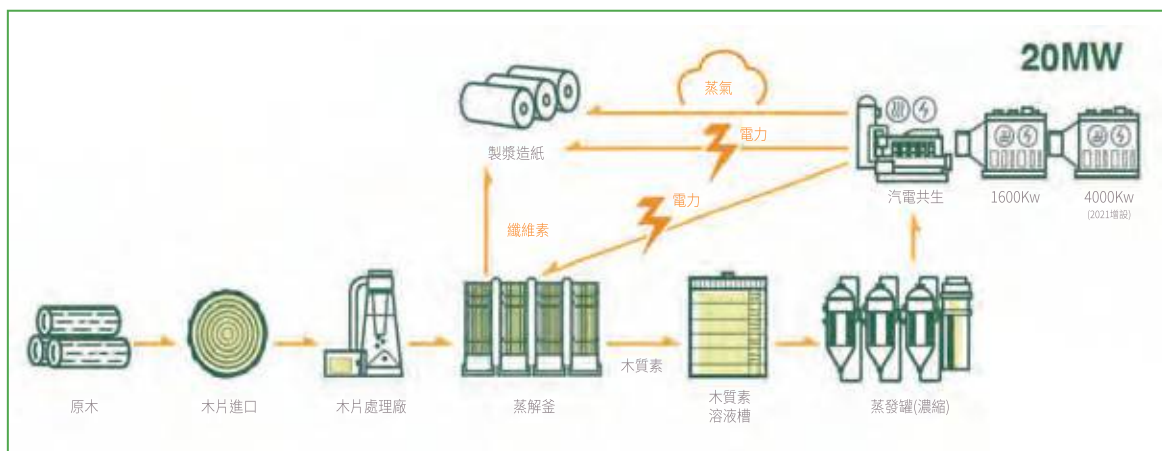 20MW
蒸氣
電力
製漿造紙
汽電共生
1600Kw
4000Kw
(2021增設)
電力
纖維素
木質素
原木
木片進口
木片處理廠
蒸解釜
木質素
溶液槽
蒸發罐(濃縮)